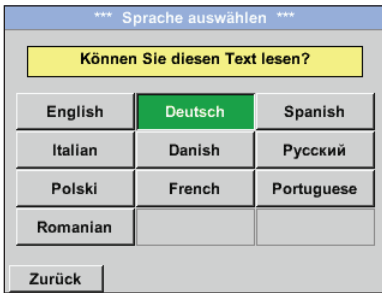 *** Sprache auswählen ***
Können Sie diesen Text lesen?
English Deutsch Spanish
Italian Danish Русский
Polski French Portuguese
Romanian
Zurück